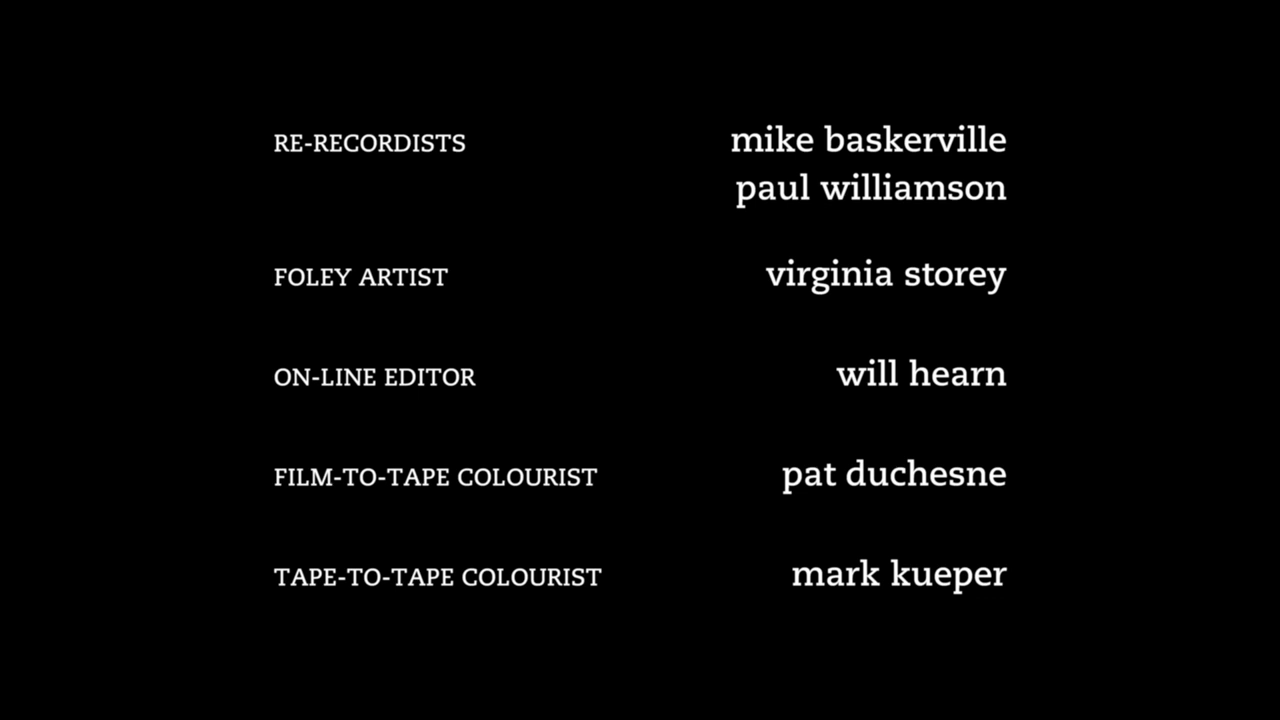 RE-RECORDISTS mike baskerville
paul williamson
FOLEY ARTIST virginia storey
ON-LINE EDITOR will hearn
FILM-TO-TAPE COLOURIST pat duchesne
TAPE-TO-TAPE COLOURIST mark kueper